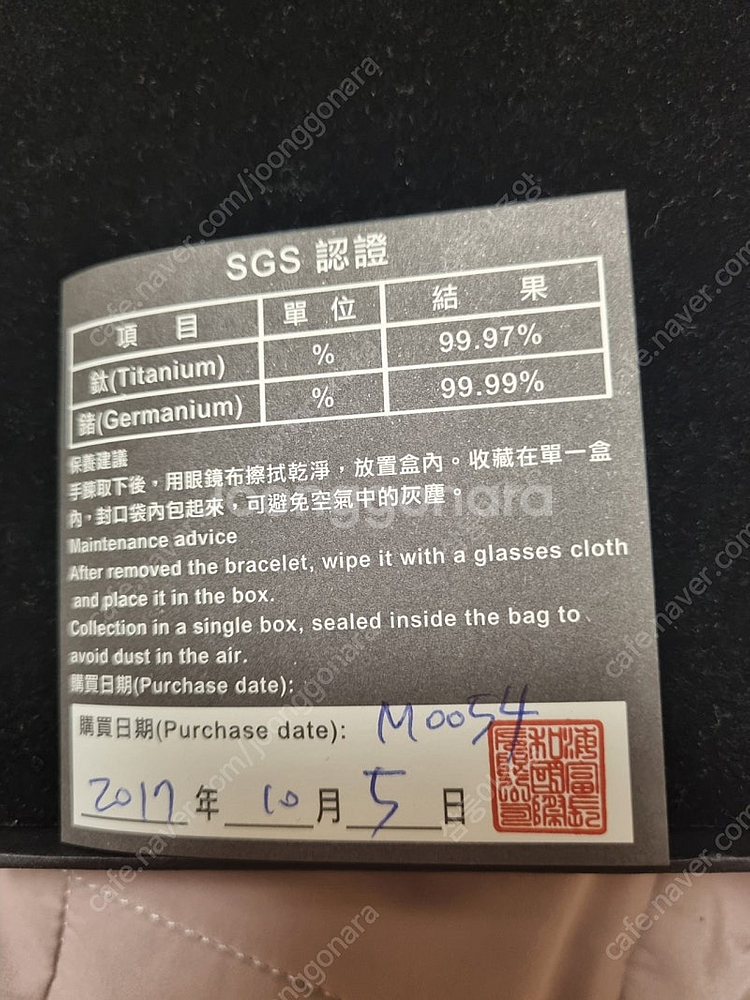 SGS 認證
項 目 單 位 結 果
鈦(Titanium) % 99.97%
鍺(Germanium) % 99.99%
保養建議
手鍊取下後，用眼鏡布擦拭乾淨，放置盒內。收藏在單一盒
內，封口袋內包起來，可避免空氣中的灰塵。
Maintenance advice
After removed the bracelet, wipe it with a glasses cloth
and place it in the box.
Collection in a single box, sealed inside the bag to
avoid dust in the air.
購買日期(Purchase date):
購買日期(Purchase date): M0054
2017 年 10 月 5 日
joonggonara
cafe.naver.com/joonggonara